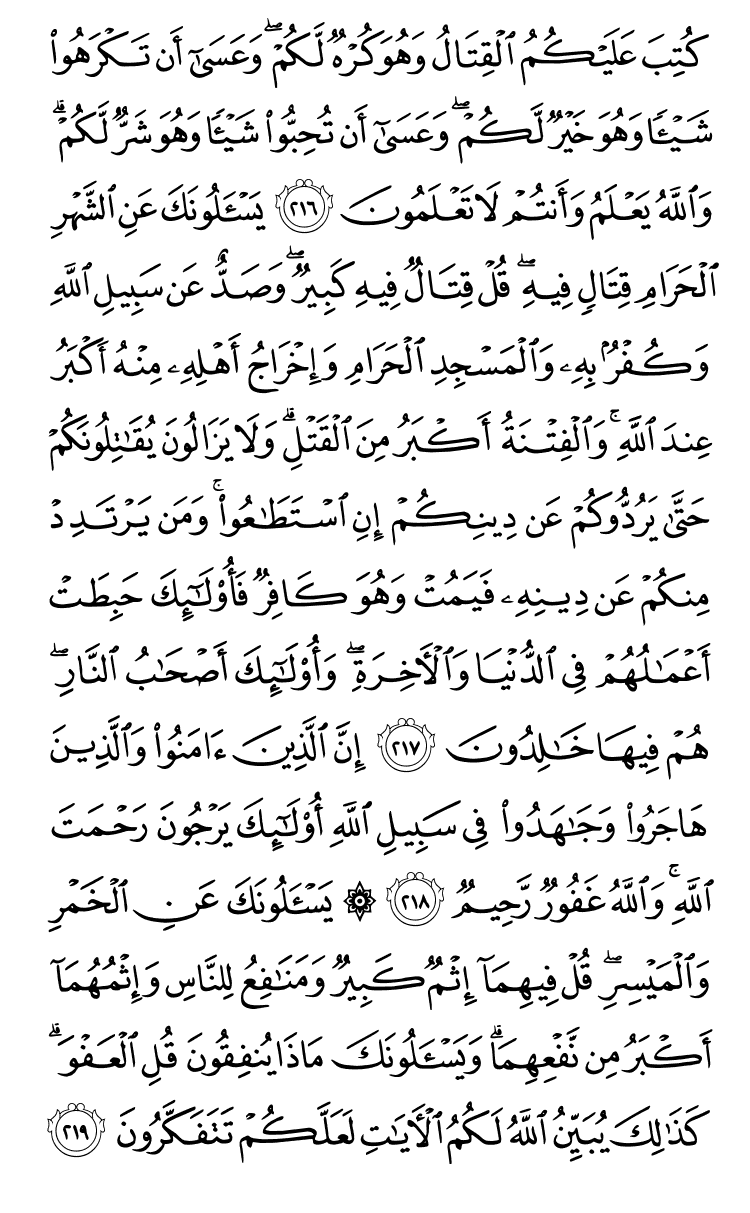 كُتِبَ عَلَيۡكُمُ ٱلۡقِتَالُ وَهُوَ كُرۡهٞ لَّكُمۡۖ وَعَسَىٰٓ أَن تَكۡرَهُواْ
شَيۡـٔٗا وَهُوَ خَيۡرٞ لَّكُمۡۖ وَعَسَىٰٓ أَن تُحِبُّواْ شَيۡـٔٗا وَهُوَ شَرّٞ لَّكُمۡۚ
وَٱللَّهُ يَعۡلَمُ وَأَنتُمۡ لَا تَعۡلَمُونَ ٢١٦ يَسۡـَٔلُونَكَ عَنِ ٱلشَّهۡرِ
ٱلۡحَرَامِ قِتَالٖ فِيهِۖ قُلۡ قِتَالٞ فِيهِ كَبِيرٞۖ وَصَدٌّ عَن سَبِيلِ ٱللَّهِ
وَكُفۡرُۢ بِهِۦ وَٱلۡمَسۡجِدِ ٱلۡحَرَامِ وَإِخۡرَاجُ أَهۡلِهِۦ مِنۡهُ أَكۡبَرُ
عِندَ ٱللَّهِۚ وَٱلۡفِتۡنَةُ أَكۡبَرُ مِنَ ٱلۡقَتۡلِۗ وَلَا يَزَالُونَ يُقَٰتِلُونَكُمۡ
حَتَّىٰ يَرُدُّوكُمۡ عَن دِينِكُمۡ إِنِ ٱسۡتَطَٰعُواْۚ وَمَن يَرۡتَدِدۡ
مِنكُمۡ عَن دِينِهِۦ فَيَمُتۡ وَهُوَ كَافِرٞ فَأُوْلَٰٓئِكَ حَبِطَتۡ
أَعۡمَٰلُهُمۡ فِي ٱلدُّنۡيَا وَٱلۡأٓخِرَةِۖ وَأُوْلَٰٓئِكَ أَصۡحَٰبُ ٱلنَّارِۖ
هُمۡ فِيهَا خَٰلِدُونَ ٢١٧ إِنَّ ٱلَّذِينَ ءَامَنُواْ وَٱلَّذِينَ
هَاجَرُواْ وَجَٰهَدُواْ فِي سَبِيلِ ٱللَّهِ أُوْلَٰٓئِكَ يَرۡجُونَ رَحۡمَتَ
ٱللَّهِۚ وَٱللَّهُ غَفُورٞ رَّحِيمٞ ٢١٨ ۞ يَسۡـَٔلُونَكَ عَنِ ٱلۡخَمۡرِ
وَٱلۡمَيۡسِرِۖ قُلۡ فِيهِمَآ إِثۡمٞ كَبِيرٞ وَمَنَٰفِعُ لِلنَّاسِ وَإِثۡمُهُمَآ
أَكۡبَرُ مِن نَّفۡعِهِمَاۗ وَيَسۡـَٔلُونَكَ مَاذَا يُنفِقُونَ قُلِ ٱلۡعَفۡوَۗ
كَذَٰلِكَ يُبَيِّنُ ٱللَّهُ لَكُمُ ٱلۡأٓيَٰتِ لَعَلَّكُمۡ تَتَفَكَّرُونَ ٢١٩